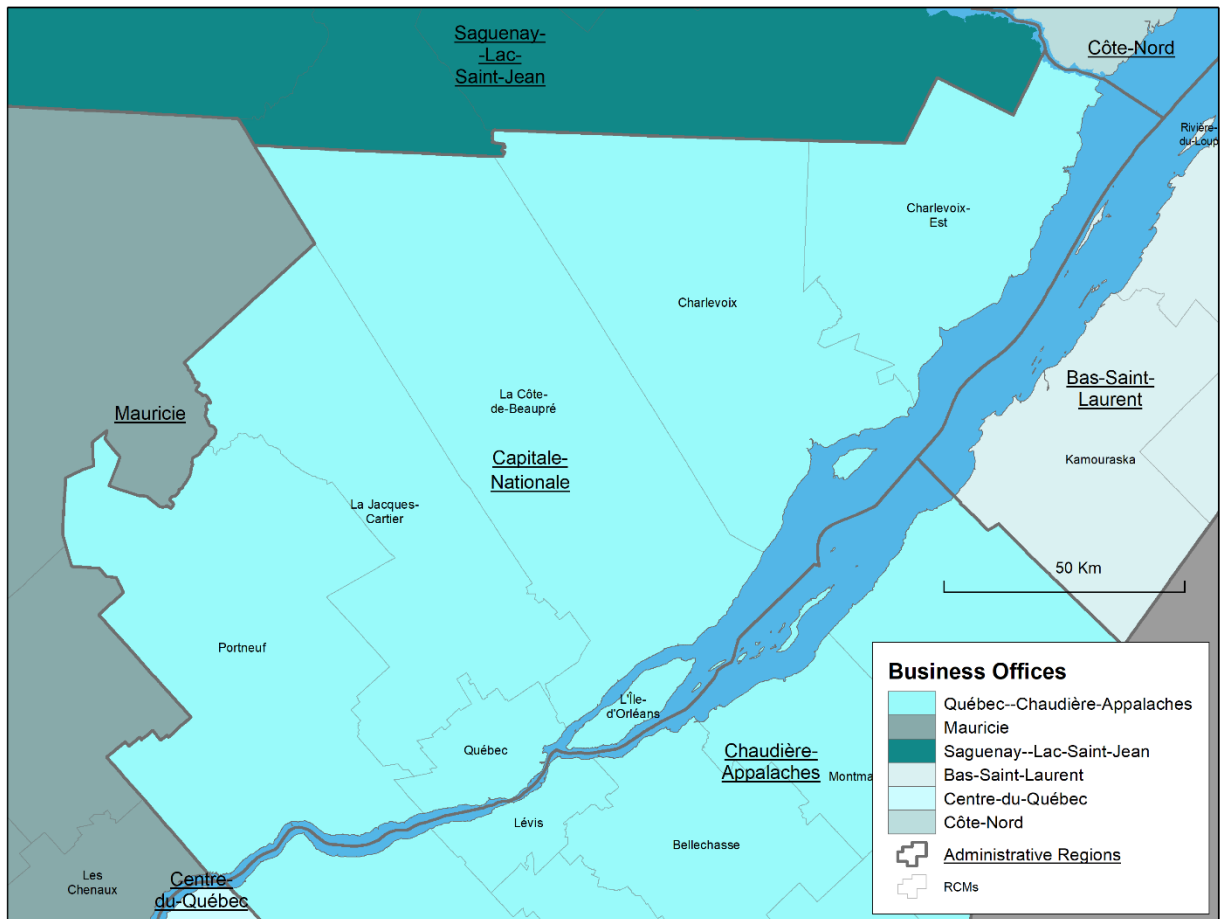 Saguenay-
-Lac-
Saint-Jean
Côte-Nord
Rivière-
du-Loup
Charlevoix-
Est
Charlevoix
Bas-Saint-
Laurent
Mauricie
La Côte-
de-Beaupré
Capitale-
Nationale
Kamouraska
La Jacques-
Cartier
50 Km
Portneuf
L'Île-
d'Orléans
Québec
Chaudière-
Appalaches
Montma
Lévis
Bellechasse
Les
Chenaux
Centre-
du-Québec
Business Offices
Québec--Chaudière-Appalaches
Mauricie
Saguenay--Lac-Saint-Jean
Bas-Saint-Laurent
Centre-du-Québec
Côte-Nord
Administrative Regions
RCMs